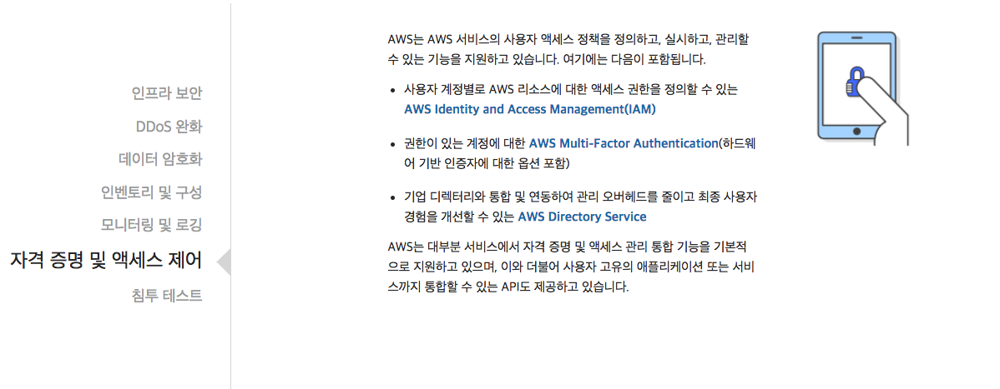 인프라 보안
DDoS 완화
데이터 암호화
인벤토리 및 구성
모니터링 및 로깅
자격 증명 및 액세스 제어
침투 테스트
AWS는 AWS 서비스의 사용자 액세스 정책을 정의하고, 실시하고, 관리할
수 있는 기능을 지원하고 있습니다. 여기에는 다음이 포함됩니다.
• 사용자 계정별로 AWS 리소스에 대한 액세스 권한을 정의할 수 있는
AWS Identity and Access Management(IAM)
• 권한이 있는 계정에 대한 AWS Multi-Factor Authentication(하드웨
어 기반 인증자에 대한 옵션 포함)
• 기업 디렉터리와 통합 및 연동하여 관리 오버헤드를 줄이고 최종 사용자
경험을 개선할 수 있는 AWS Directory Service
AWS는 대부분 서비스에서 자격 증명 및 액세스 관리 통합 기능을 기본적
으로 지원하고 있으며, 이와 더불어 사용자 고유의 애플리케이션 또는 서비
스까지 통합할 수 있는 API도 제공하고 있습니다.